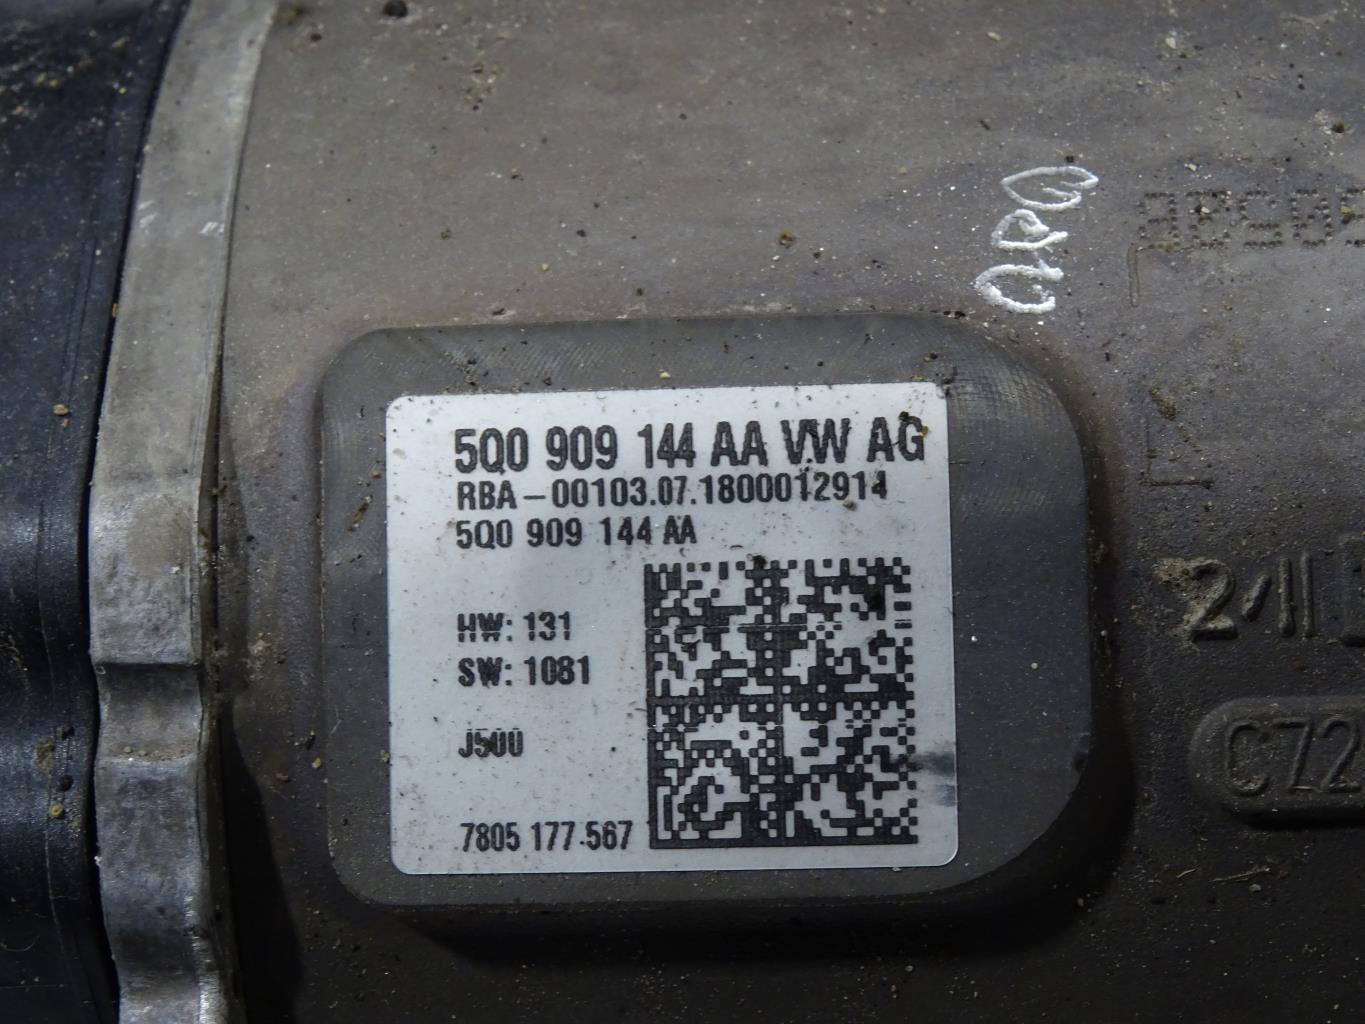 5Q0 909 144 AA VW AG
RBA-00103.07.1800012914
5Q0 909 144 AA
HW: 131
SW: 1081
J500
7805 177 567
CZ2